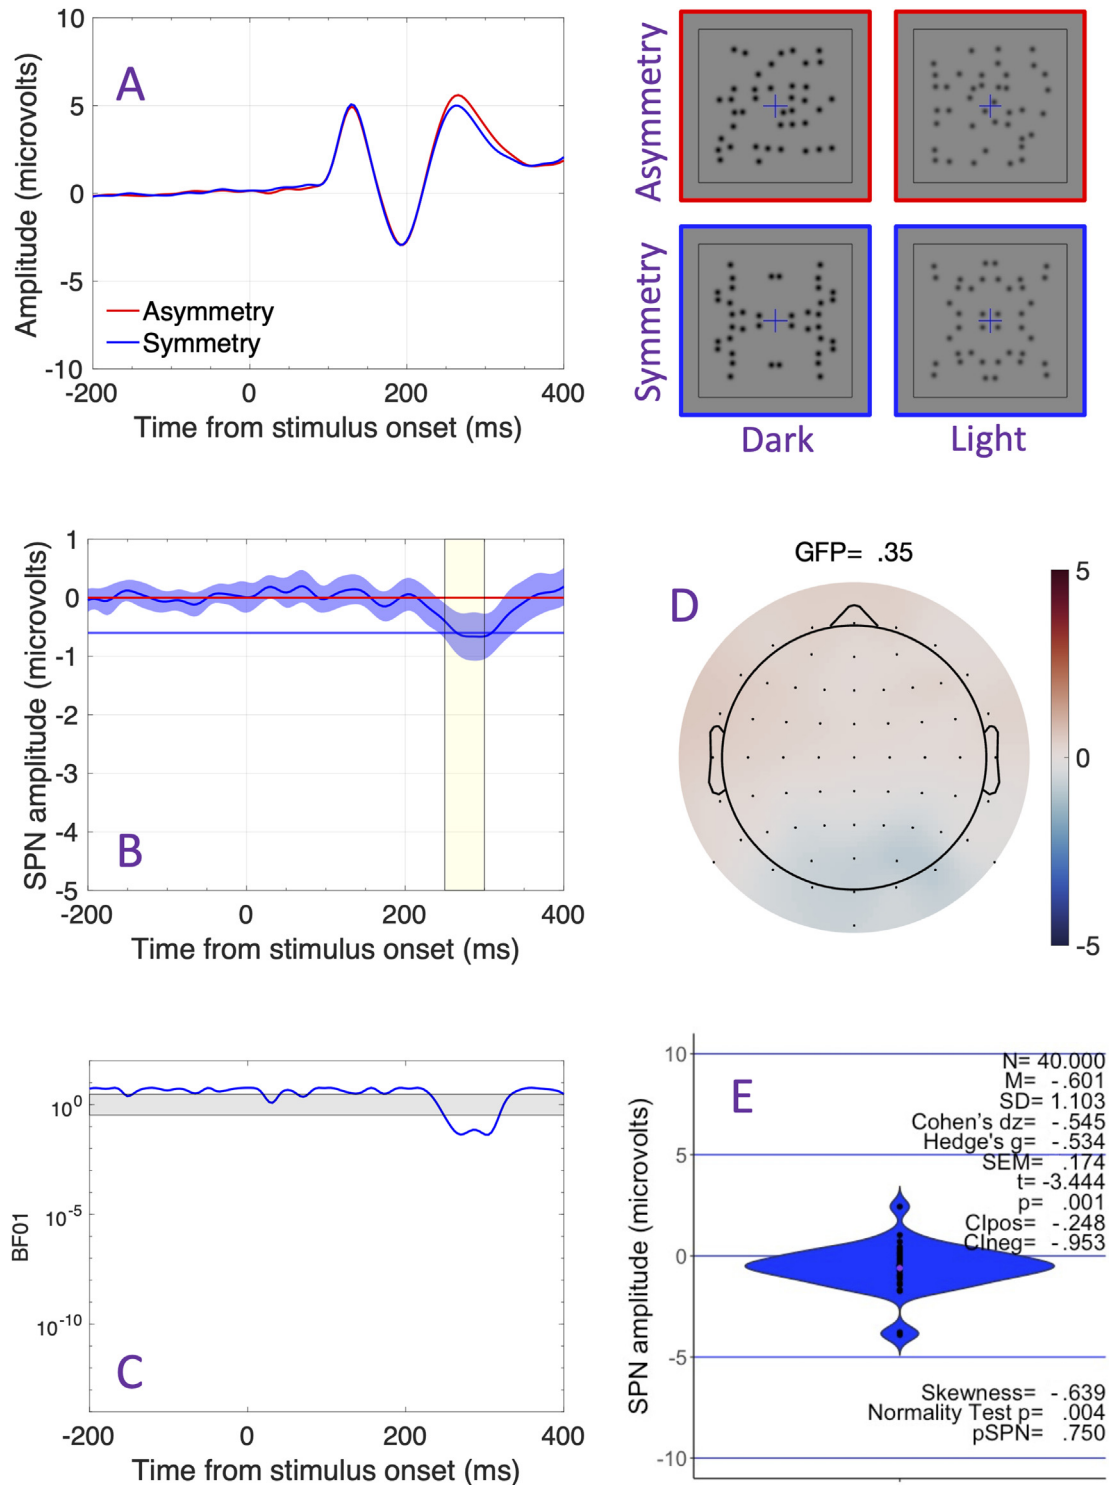 A
Amplitude (microvolts)
10
5
0
-5
-10
Asymmetry
Symmetry
-200
0
200
400
Time from stimulus onset (ms)
Asymmetry
Symmetry
Dark
Light
B
SPN amplitude (microvolts)
1
0
-1
-2
-3
-4
-5
-200
0
200
400
Time from stimulus onset (ms)
D
GFP= .35
5
0
-5
C
BF01
10^0
10^-5
10^-10
-200
0
200
400
Time from stimulus onset (ms)
E
SPN amplitude (microvolts)
10
5
0
-5
-10
N= 40.000
M= -.601
SD= 1.103
Cohen's dz= -.545
Hedge's g= -.534
SEM= .174
t= -3.444
p= .001
CIpos= -.248
CIneg= -.953
Skewness= -.639
Normality Test p= .004
pSPN= .750